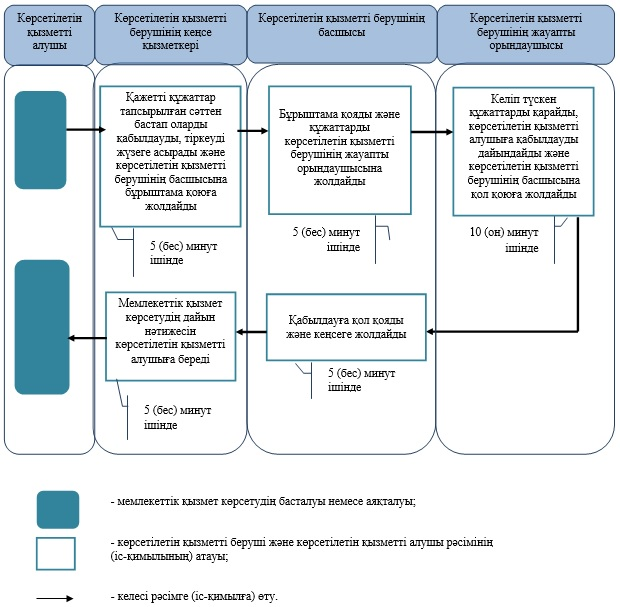 Көрсетілетін
қызметті
алушы
Көрсетілетін қызметті
берушінің кеңсе
қызметкері
Көрсетілетін қызметті берушінің
басшысы
Көрсетілетін қызметті
берушінің жауапты
орындаушысы
Қажетті құжаттар
тапсырылған сәттен
бастап оларды
қабылдауды, тіркеуді
жүзеге асырады және
көрсетілетін қызметті
берушінің басшысына
бұрыштама қоюға
жолдайды
5 (бес) минут
ішінде
Бұрыштама қояды және
құжаттарды
көрсетілетін қызметті
берушінің жауапты
орындаушысына
жолдайды
5 (бес) минут
ішінде
Келіп түскен
құжаттарды қарайды,
көрсетілетін қызметті
алушыға қабылдауды
дайындайды және
көрсетілетін қызметті
берушінің басшысына
қол қоюға жолдайды
10 (он) минут
ішінде
Мемлекеттік қызмет
көрсетудің дайын
нәтижесін
көрсетілетін қызметті
алушыға береді
5 (бес) минут
ішінде
Қабылдауға қол қояды
және кеңсеге жолдайды
5 (бес) минут
ішінде
- мемлекеттік қызмет көрсетудің басталуы немесе аяқталуы;
- көрсетілетін қызметті беруші және көрсетілетін қызметті алушы рәсімінің
(іс-қимылының) атауы;
- келесі рәсімге (іс-қимылға) өту.